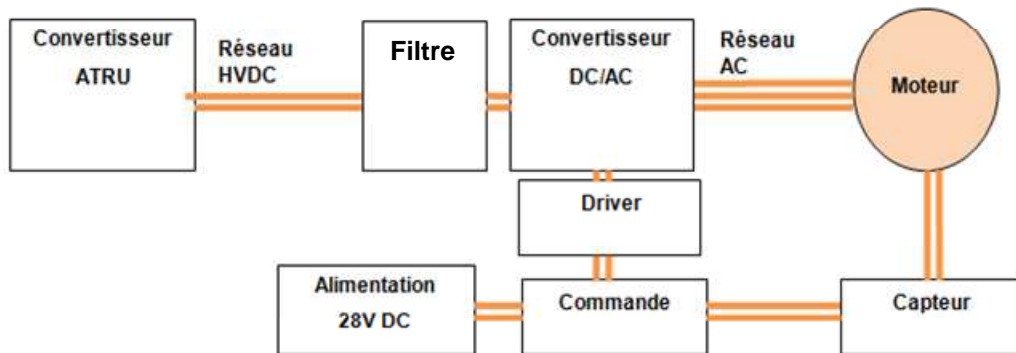 Convertisseur
ATRU
Réseau
HVDC
Filtre
Convertisseur
DC/AC
Réseau
AC
Moteur
Driver
Alimentation
28V DC
Commande
Capteur